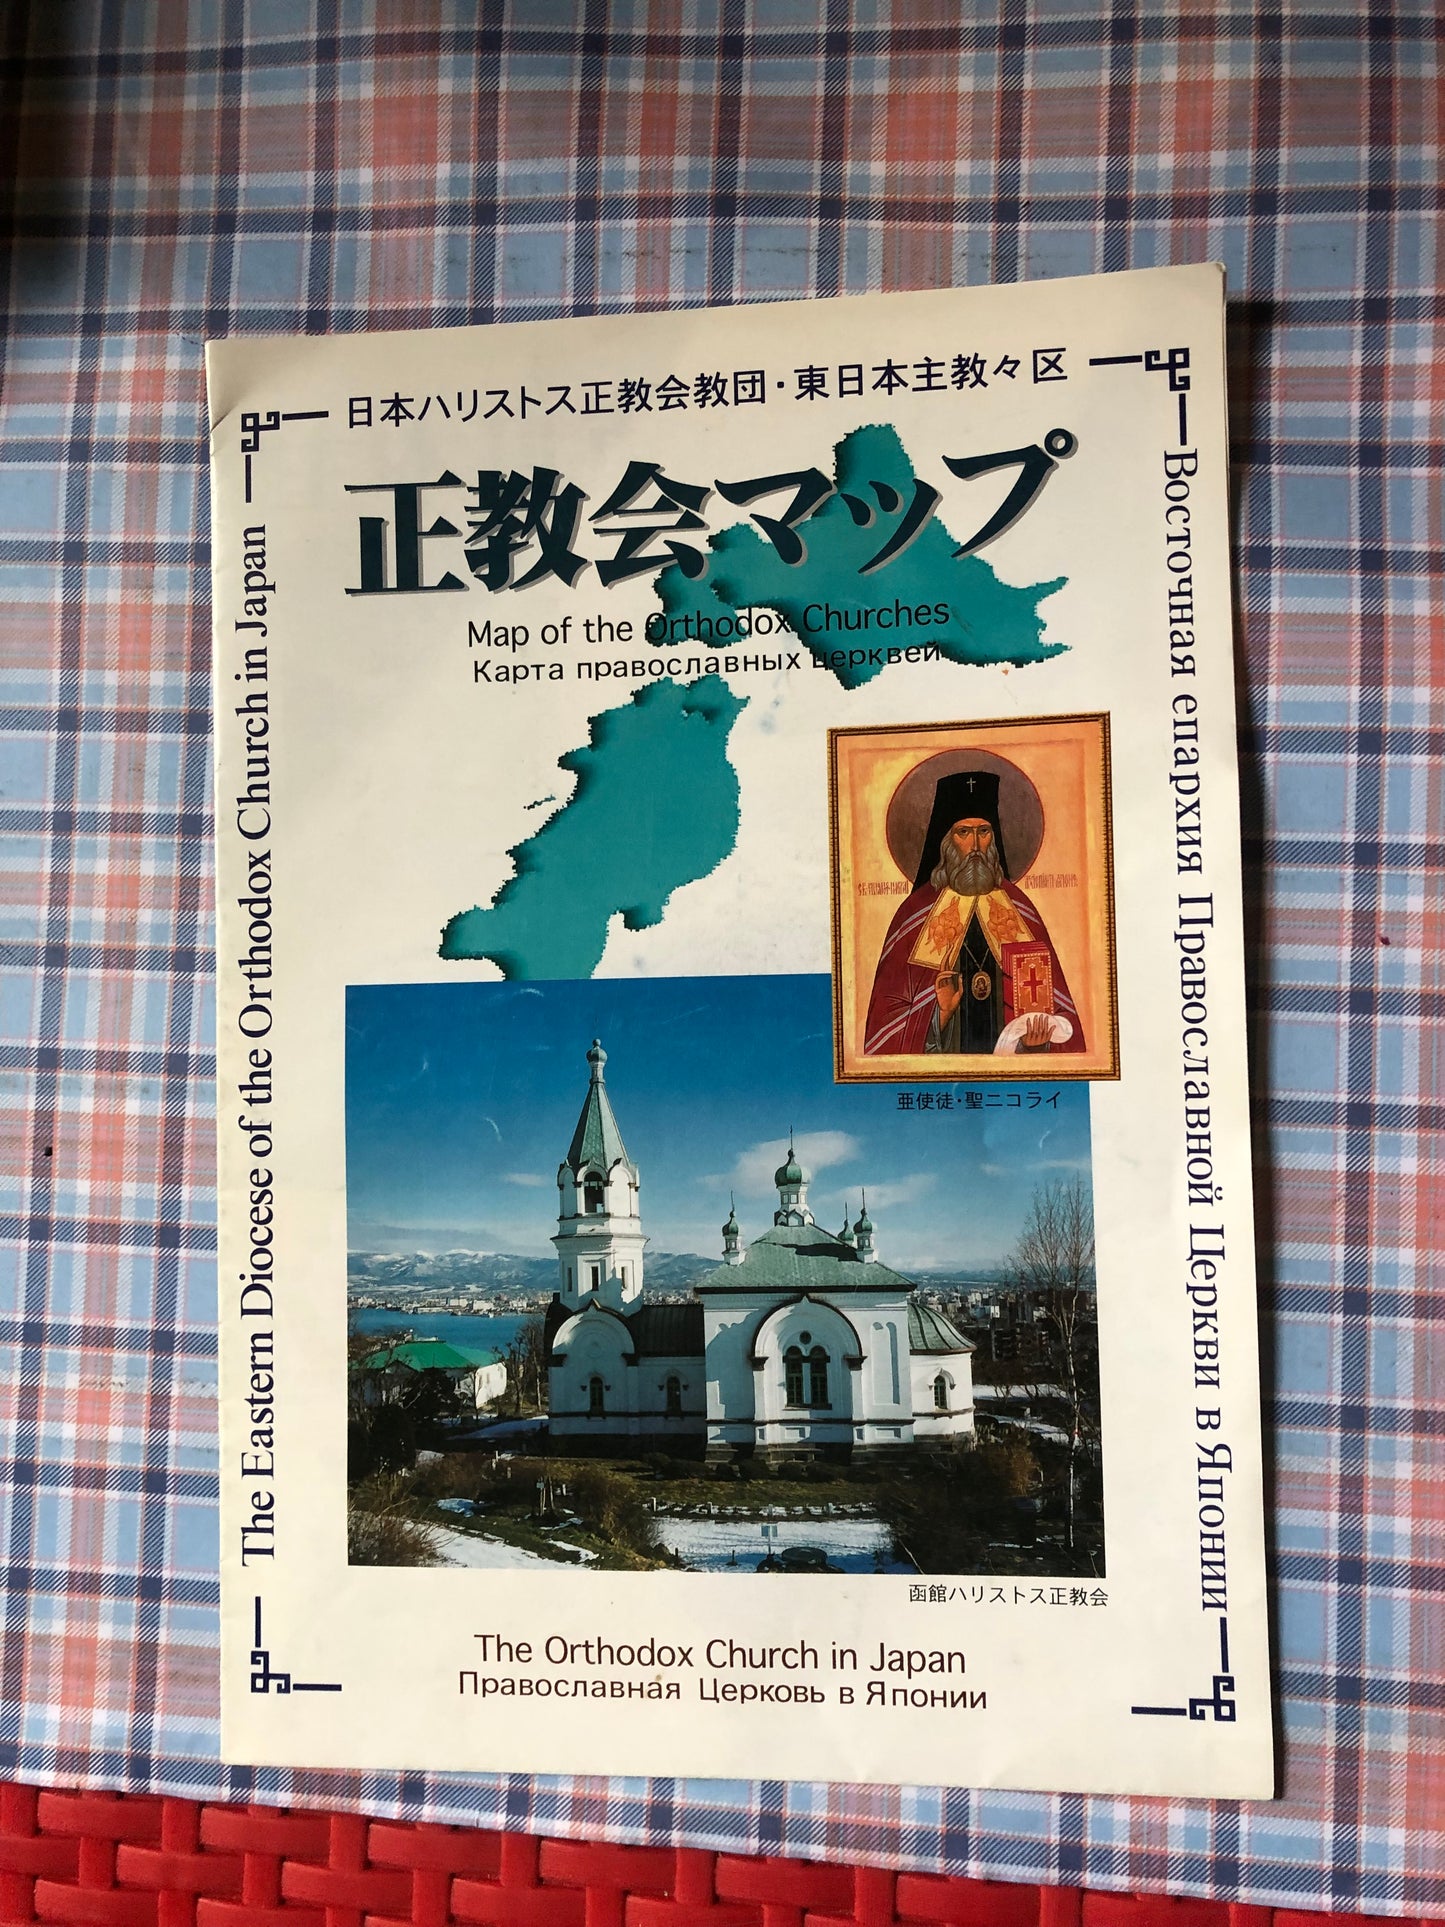 日本ハリストス正教会教団・東日本主教々区
正教会マップ
Map of the Orthodox Churches
Карта православных церквей
The Eastern Diocese of the Orthodox Church in Japan
Восточная епархия Православной Церкви в Японии
亜使徒・聖ニコライ
函館ハリストス正教会
The Orthodox Church in Japan
Православная Церковь в Японии